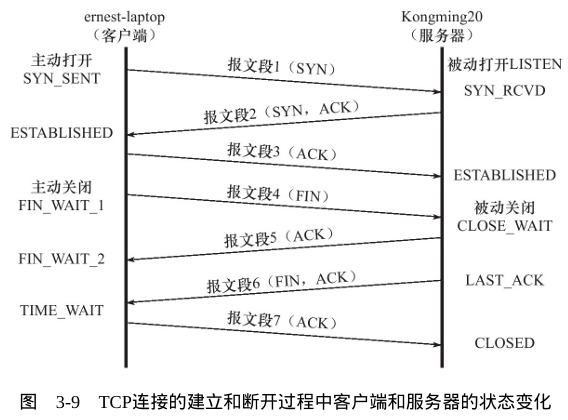 ernest-laptop
（客户端）
Kongming20
（服务器）
主动打开
SYN_SENT
报文段1（SYN）
被动打开LISTEN
SYN_RCVD
报文段2（SYN，ACK）
ESTABLISHED
报文段3（ACK）
ESTABLISHED
主动关闭
FIN_WAIT_1
报文段4（FIN）
被动关闭
CLOSE_WAIT
报文段5（ACK）
FIN_WAIT_2
报文段6（FIN，ACK）
LAST_ACK
TIME_WAIT
报文段7（ACK）
CLOSED
图 3-9 TCP连接的建立和断开过程中客户端和服务器的状态变化